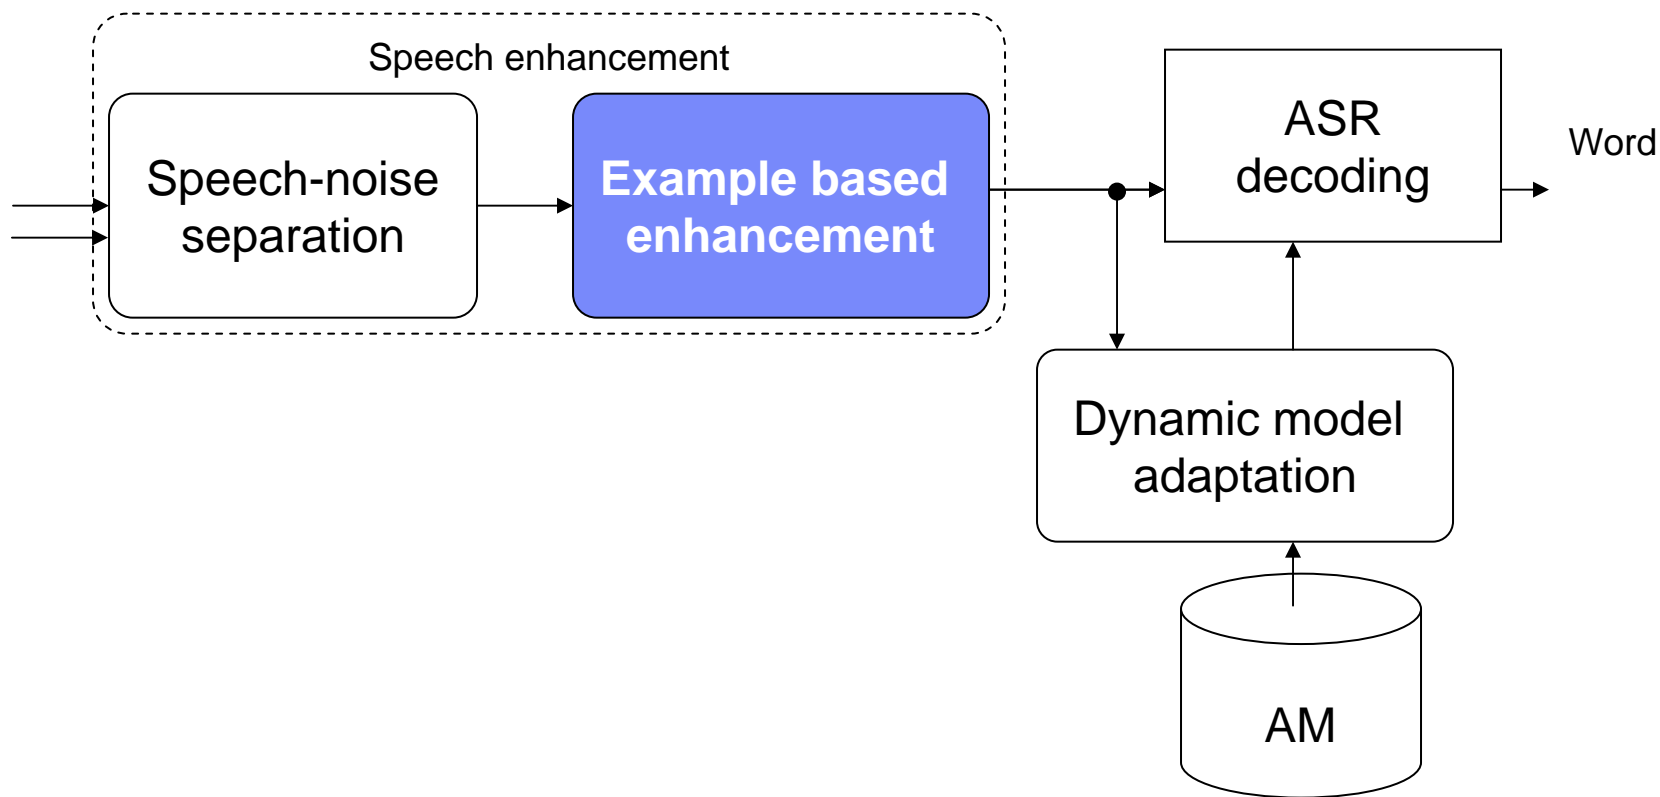 Speech enhancement
Speech-noise
separation
Example based
enhancement
ASR
decoding
Word
Dynamic model
adaptation
AM